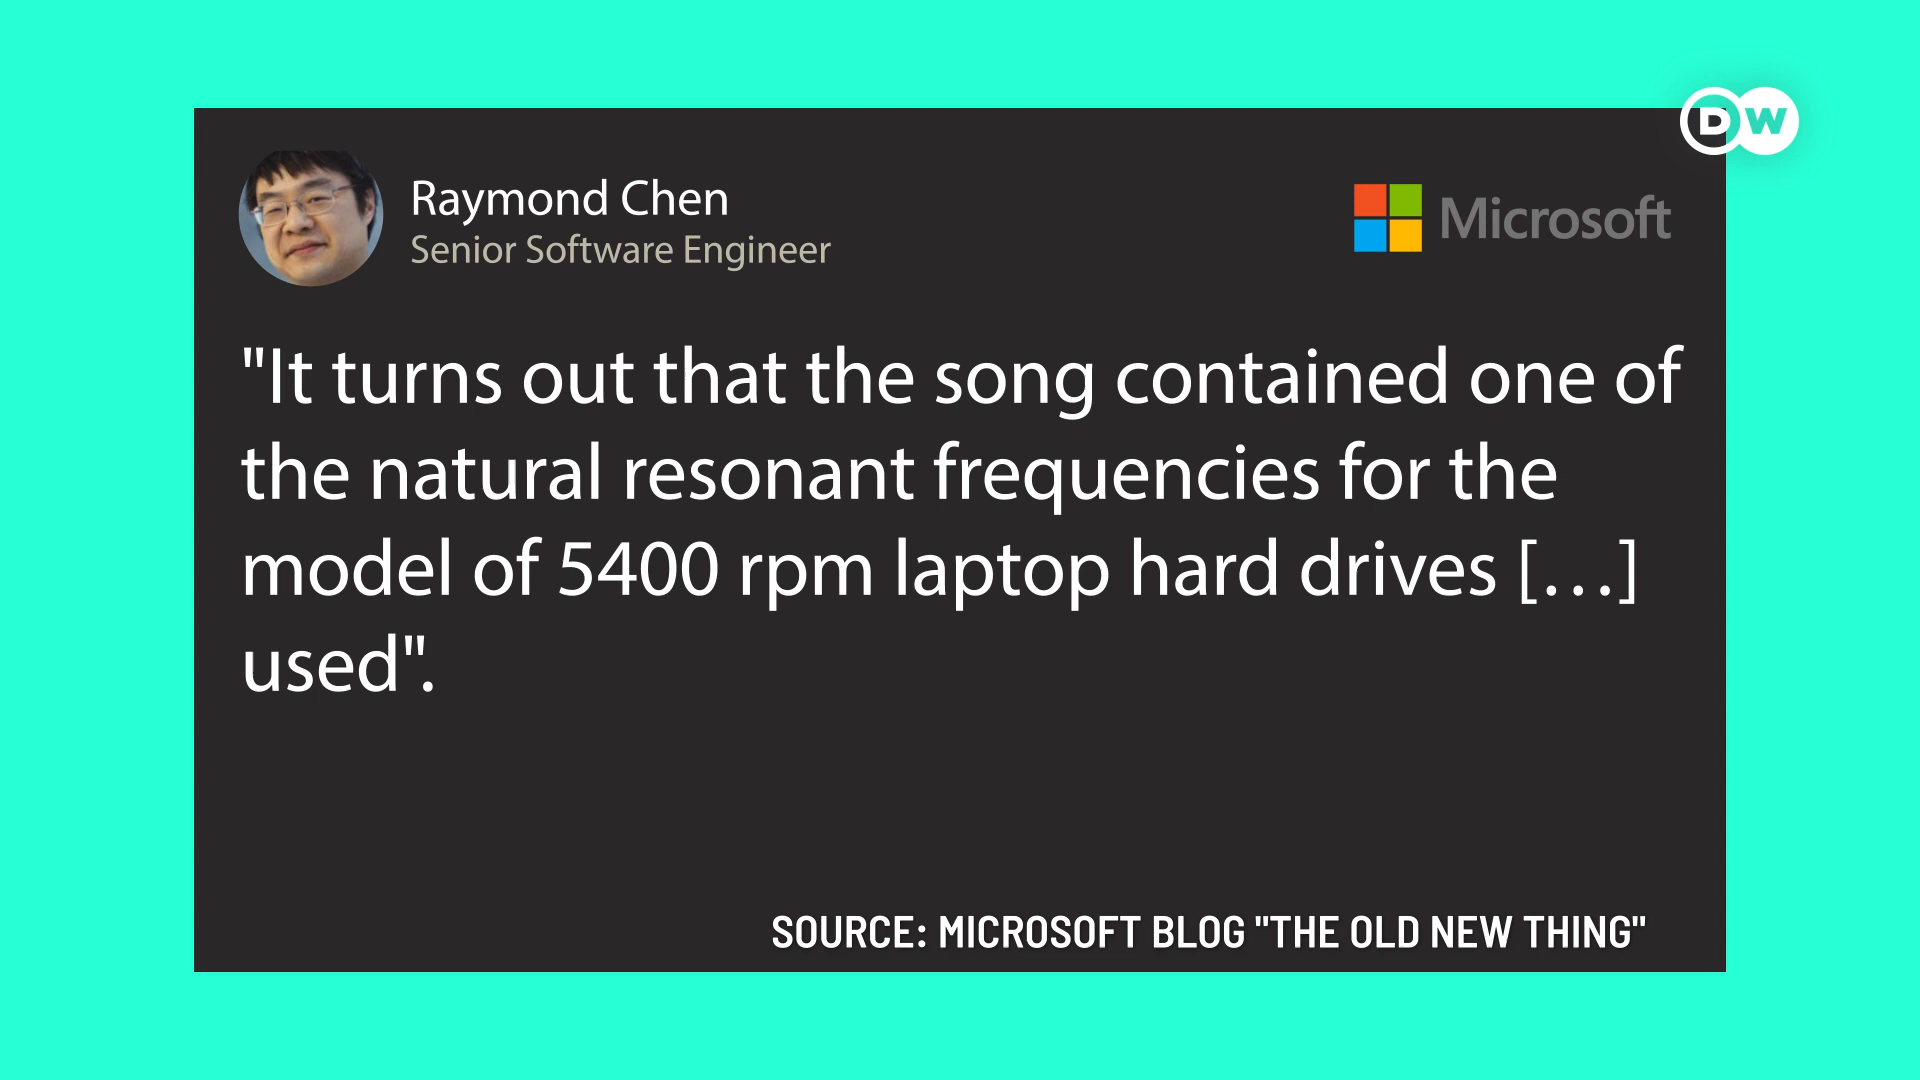 DW
Raymond Chen
Senior Software Engineer
Microsoft
"It turns out that the song contained one of
the natural resonant frequencies for the
model of 5400 rpm laptop hard drives […]
used".
SOURCE: MICROSOFT BLOG "THE OLD NEW THING"